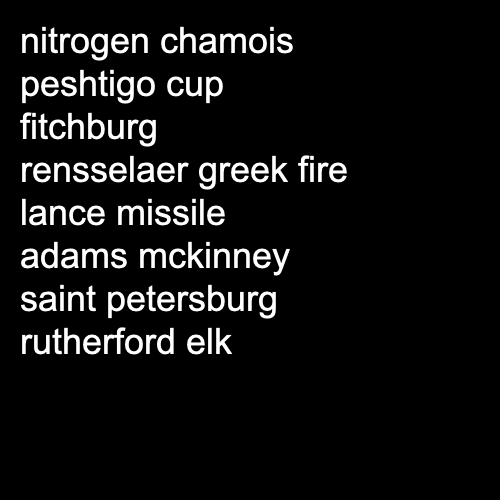 nitrogen chamois
peshtigo cup
fitchburg
rensselaer greek fire
lance missile
adams mckinney
saint petersburg
rutherford elk